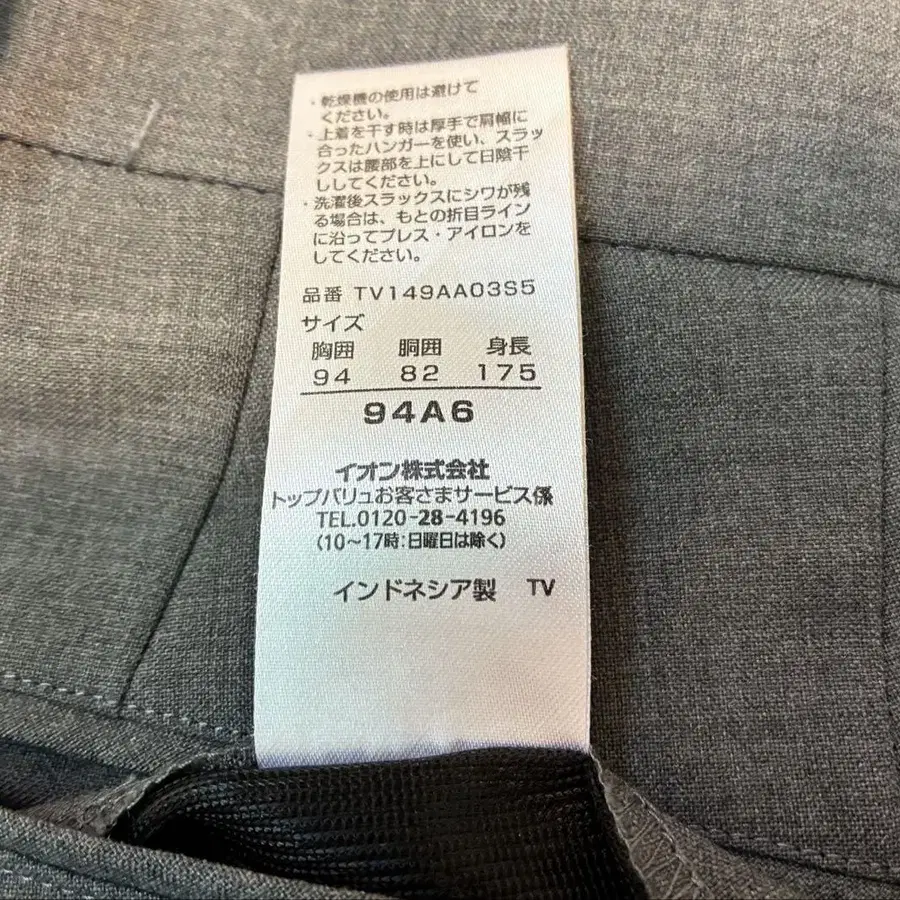 ・乾燥機の使用は避けて
ください。
・上着を干す時は厚手で肩幅に
合ったハンガーを使い、スラッ
クスは腰部を上にして日陰干
ししてください。
・洗濯後スラックスにシワが残
る場合は、もとの折目ライン
に沿ってプレス・アイロンを
してください。
品番 TV149AA03S5
サイズ
胸囲 胴囲 身長
94 82 175
94A6
イオン株式会社
トップバリュお客さまサービス係
TEL.0120-28-4196
(10～17時:日曜日は除く)
インドネシア製 TV